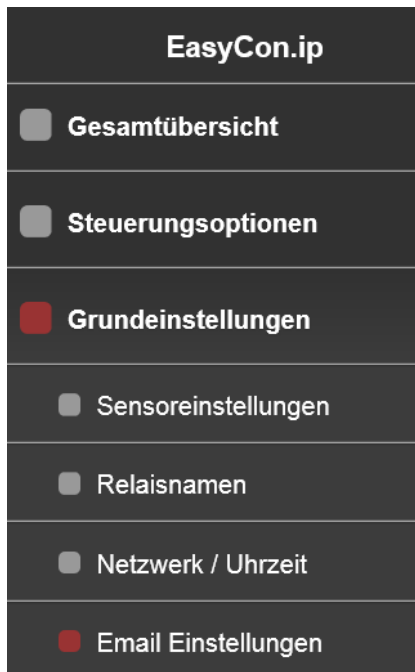 EasyCon.ip
Gesamtübersicht
Steuerungsoptionen
Grundeinstellungen
Sensoreinstellungen
Relaisnamen
Netzwerk / Uhrzeit
Email Einstellungen